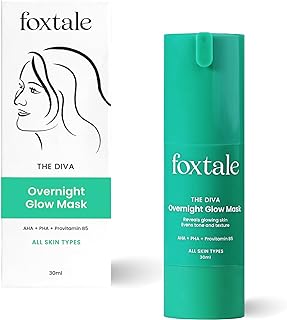 foxtale
THE DIVA
Overnight
Glow Mask
AHA + PHA + Provitamin B5
ALL SKIN TYPES
30ml
foxtale
THE DIVA
Overnight Glow Mask
Reveals glowing skin
Evens tone and texture
AHA + PHA + Provitamin B5
ALL SKIN TYPES
30ml